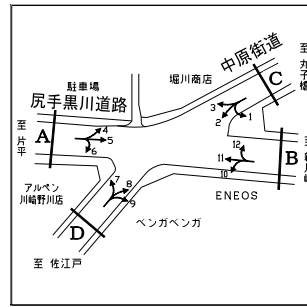 中原街道
至 丸子橋
堀川商店
駐車場
尻手黒川道路
C
3
2
1
至 片平
A
4
5
6
12
11
10
B
ENEOS
アルペン
川崎野川店
7
8
9
D
ベンガベンガ
至 佐江戸